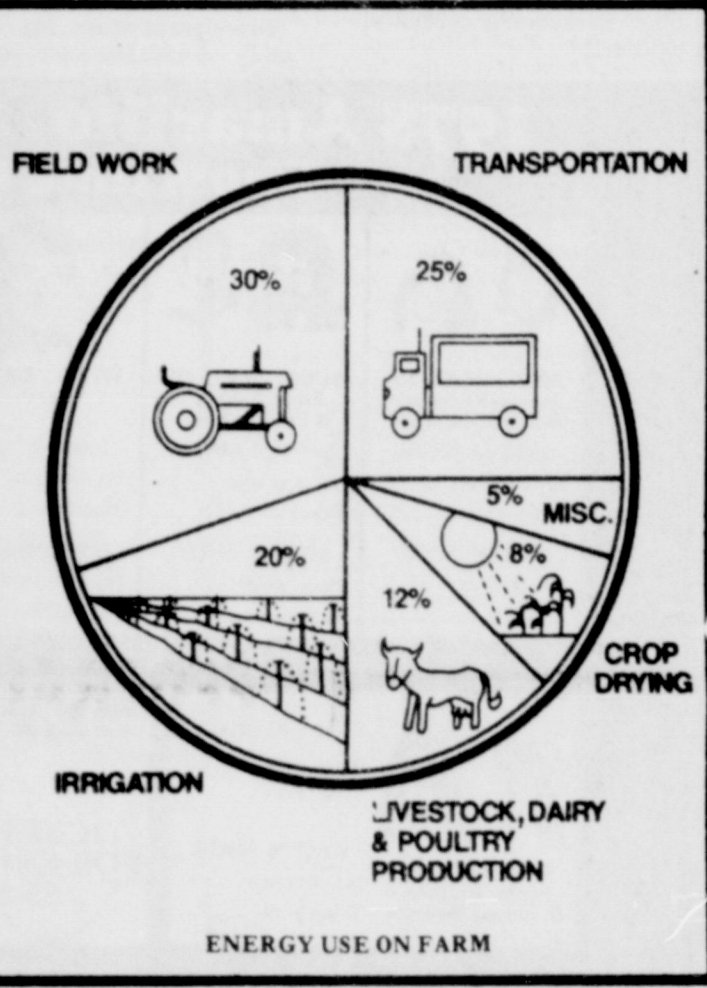 FIELD WORK
TRANSPORTATION
30%
25%
5%
MISC.
8%
20%
12%
CROP
DRYING
IRRIGATION
LIVESTOCK, DAIRY
& POULTRY
PRODUCTION
ENERGY USE ON FARM